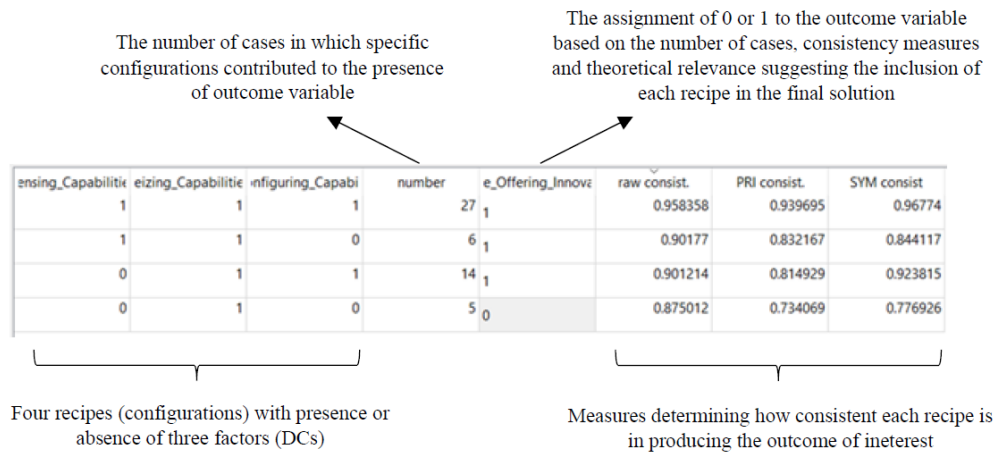 The number of cases in which specific
configurations contributed to the presence
of outcome variable
The assignment of 0 or 1 to the outcome variable
based on the number of cases, consistency measures
and theoretical relevance suggesting the inclusion of
each recipe in the final solution
ensing_Capabilitie eizing_Capabilitie nfiguring_Capabi number e_Offering_Innova raw consist. PRI consist. SYM consist
1 1 1 27 1 0.958358 0.939695 0.96774
1 1 0 6 1 0.90177 0.832167 0.844117
0 1 1 14 1 0.901214 0.814929 0.923815
0 1 0 5 0 0.875012 0.734069 0.776926
Four recipes (configurations) with presence or
absence of three factors (DCs)
Measures determining how consistent each recipe is
in producing the outcome of ineterest